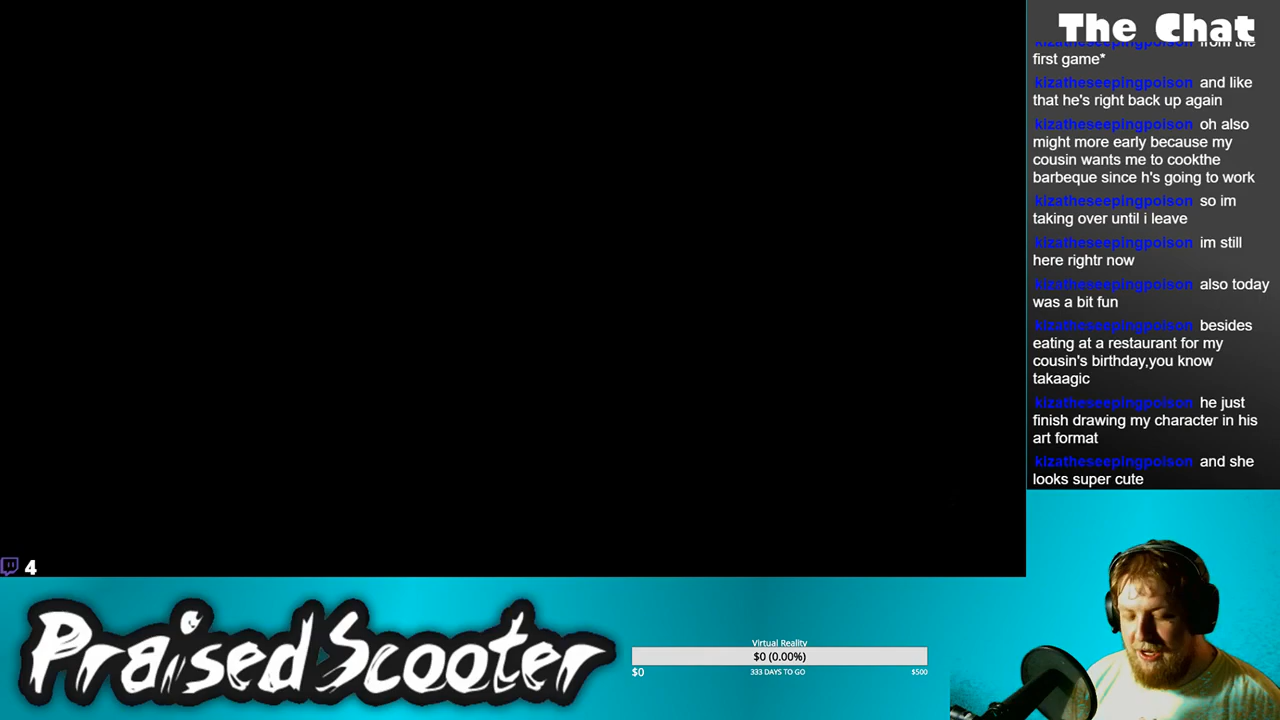 The Chat
kizatheseepingpoison from the
first game*
kizatheseepingpoison and like
that he's right back up again
kizatheseepingpoison oh also
might more early because my
cousin wants me to cookthe
barbeque since h's going to work
kizatheseepingpoison so im
taking over until i leave
kizatheseepingpoison im still
here rightr now
kizatheseepingpoison also today
was a bit fun
kizatheseepingpoison besides
eating at a restaurant for my
cousin's birthday,you know
takaagic
kizatheseepingpoison he just
finish drawing my character in his
art format
kizatheseepingpoison and she
looks super cute
4
PraisedScooter
Virtual Reality
$0 (0.00%)
$0 333 DAYS TO GO $500